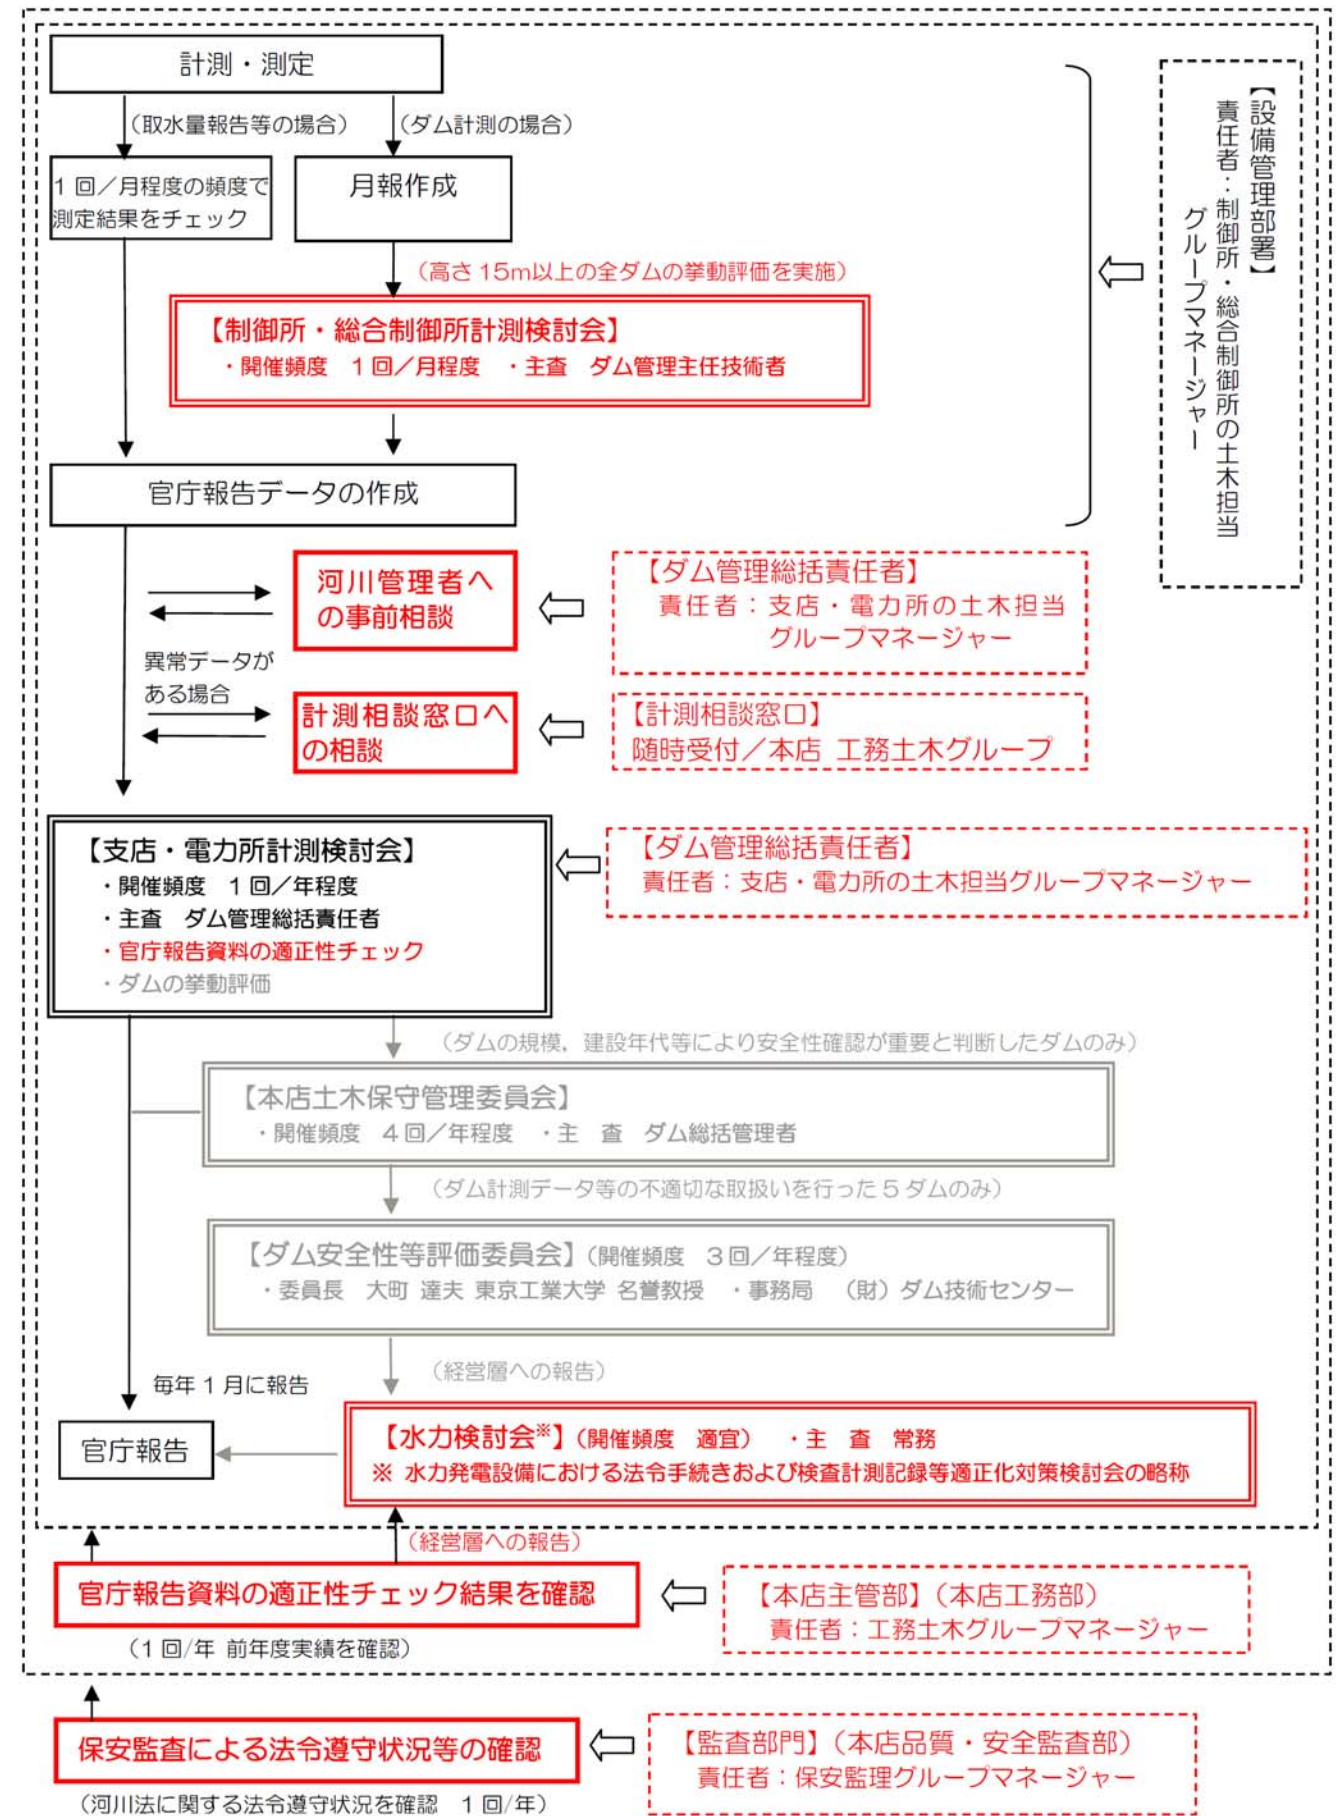 計測・測定
(取水量報告等の場合)
(ダム計測の場合)
1回/月程度の頻度で
測定結果をチェック
月報作成
(高さ15m以上の全ダムの挙動評価を実施)
【制御所・総合制御所計測検討会】
・開催頻度 1回/月程度 ・主査 ダム管理主任技術者
官庁報告データの作成
【設備管理部署】
責任者:制御所・総合制御所の土木担当
グループマネージャー
河川管理者へ
の事前相談
【ダム管理総括責任者】
責任者:支店・電力所の土木担当
グループマネージャー
異常データが
ある場合
計測相談窓口へ
の相談
【計測相談窓口】
随時受付/本店 工務土木グループ
【支店・電力所計測検討会】
・開催頻度 1回/年程度
・主査 ダム管理総括責任者
・官庁報告資料の適正性チェック
・ダムの挙動評価
【ダム管理総括責任者】
責任者:支店・電力所の土木担当グループマネージャー
(ダムの規模、建設年代等により安全性確認が重要と判断したダムのみ)
【本店土木保守管理委員会】
・開催頻度 4回/年程度 ・主 査 ダム総括管理者
(ダム計測データ等の不適切な取扱いを行った5ダムのみ)
【ダム安全性等評価委員会】(開催頻度 3回/年程度)
・委員長 大町 達夫 東京工業大学 名誉教授 ・事務局 (財)ダム技術センター
(経営層への報告)
毎年1月に報告
官庁報告
【水力検討会※】(開催頻度 適宜) ・主 査 常務
※ 水力発電設備における法令手続きおよび検査計測記録等適正化対策検討会の略称
(経営層への報告)
官庁報告資料の適正性チェック結果を確認
(1回/年 前年度実績を確認)
【本店主管部】(本店工務部)
責任者:工務土木グループマネージャー
保安監査による法令遵守状況等の確認
(河川法に関する法令遵守状況を確認 1回/年)
【監査部門】(本店品質・安全監査部)
責任者:保安監理グループマネージャー